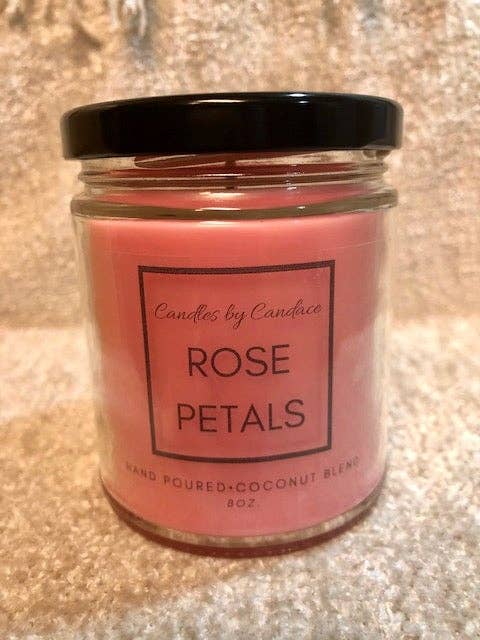 Candles by Candace
ROSE
PETALS
HAND POURED•COCONUT BLEND
8OZ.